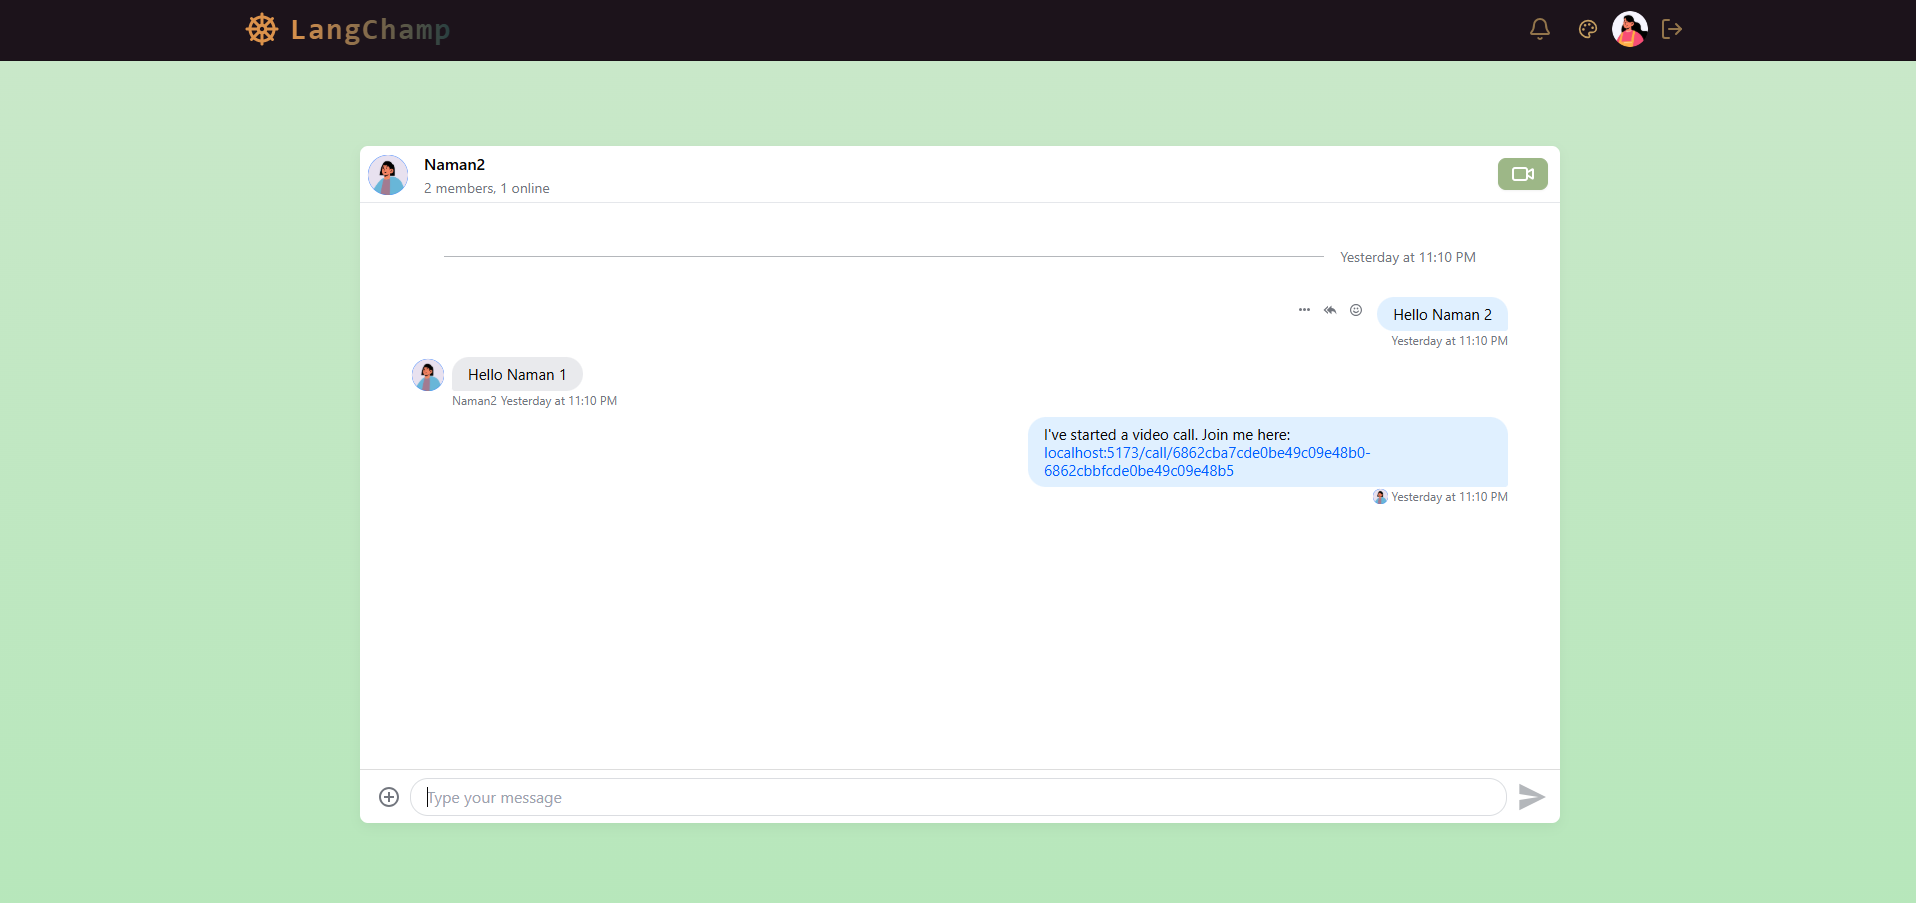 LangChamp
Naman2
2 members, 1 online
Yesterday at 11:10 PM
Hello Naman 2
Yesterday at 11:10 PM
Hello Naman 1
Naman2 Yesterday at 11:10 PM
I've started a video call. Join me here:
localhost:5173/call/6862cba7cde0be49c09e48b0-
6862cbbfcde0be49c09e48b5
Yesterday at 11:10 PM
Type your message